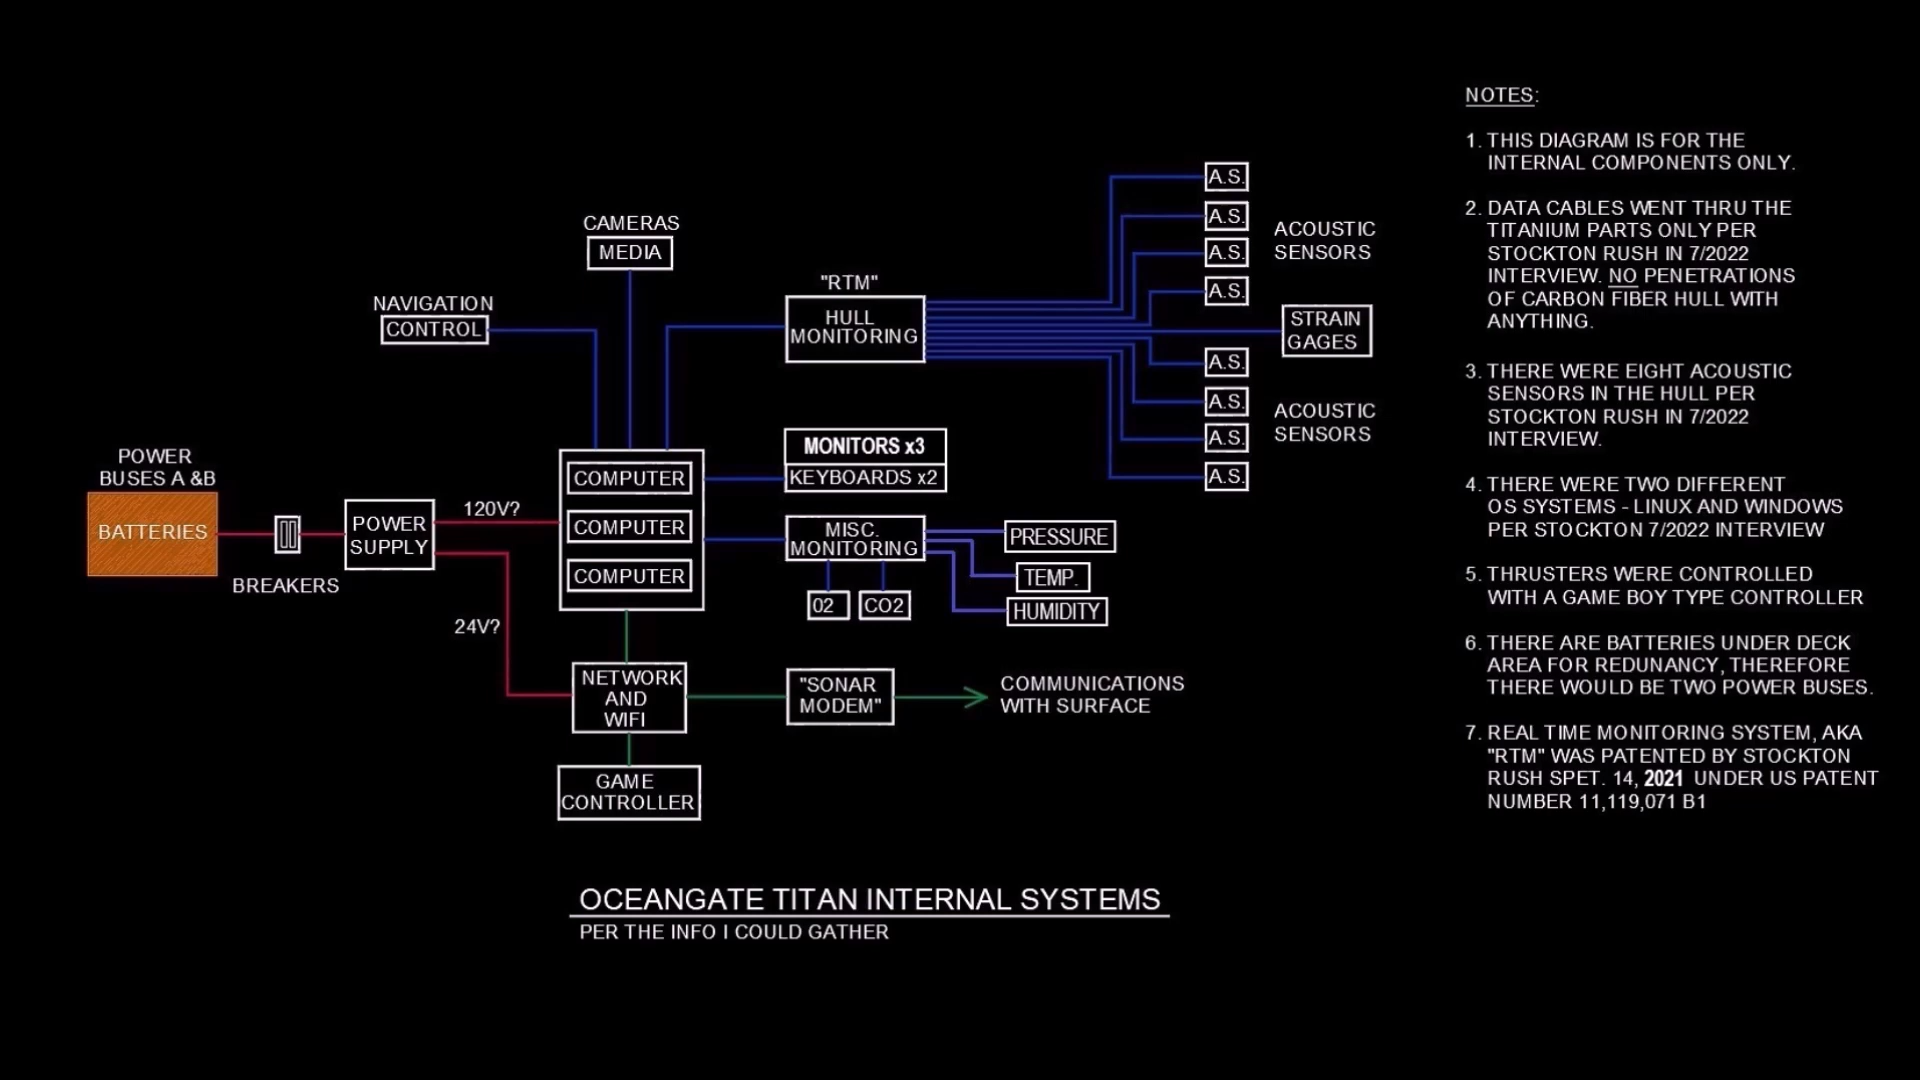 CAMERAS
MEDIA
NAVIGATION
CONTROL
"RTM"
HULL
MONITORING
A.S.
A.S.
A.S.
A.S.
ACOUSTIC
SENSORS
STRAIN
GAGES
A.S.
A.S.
A.S.
A.S.
ACOUSTIC
SENSORS
POWER
BUSES A &B
BATTERIES
BREAKERS
POWER
SUPPLY
120V?
24V?
COMPUTER
COMPUTER
COMPUTER
MONITORS x3
KEYBOARDS x2
MISC.
MONITORING
02
CO2
PRESSURE
TEMP.
HUMIDITY
NETWORK
AND
WIFI
"SONAR
MODEM"
COMMUNICATIONS
WITH SURFACE
GAME
CONTROLLER
OCEANGATE TITAN INTERNAL SYSTEMS
PER THE INFO I COULD GATHER
NOTES:
1. THIS DIAGRAM IS FOR THE
INTERNAL COMPONENTS ONLY.
2. DATA CABLES WENT THRU THE
TITANIUM PARTS ONLY PER
STOCKTON RUSH IN 7/2022
INTERVIEW. NO PENETRATIONS
OF CARBON FIBER HULL WITH
ANYTHING.
3. THERE WERE EIGHT ACOUSTIC
SENSORS IN THE HULL PER
STOCKTON RUSH IN 7/2022
INTERVIEW.
4. THERE WERE TWO DIFFERENT
OS SYSTEMS - LINUX AND WINDOWS
PER STOCKTON 7/2022 INTERVIEW
5. THRUSTERS WERE CONTROLLED
WITH A GAME BOY TYPE CONTROLLER
6. THERE ARE BATTERIES UNDER DECK
AREA FOR REDUNANCY, THEREFORE
THERE WOULD BE TWO POWER BUSES.
7. REAL TIME MONITORING SYSTEM, AKA
"RTM" WAS PATENTED BY STOCKTON
RUSH SPET. 14, 2021 UNDER US PATENT
NUMBER 11,119,071 B1